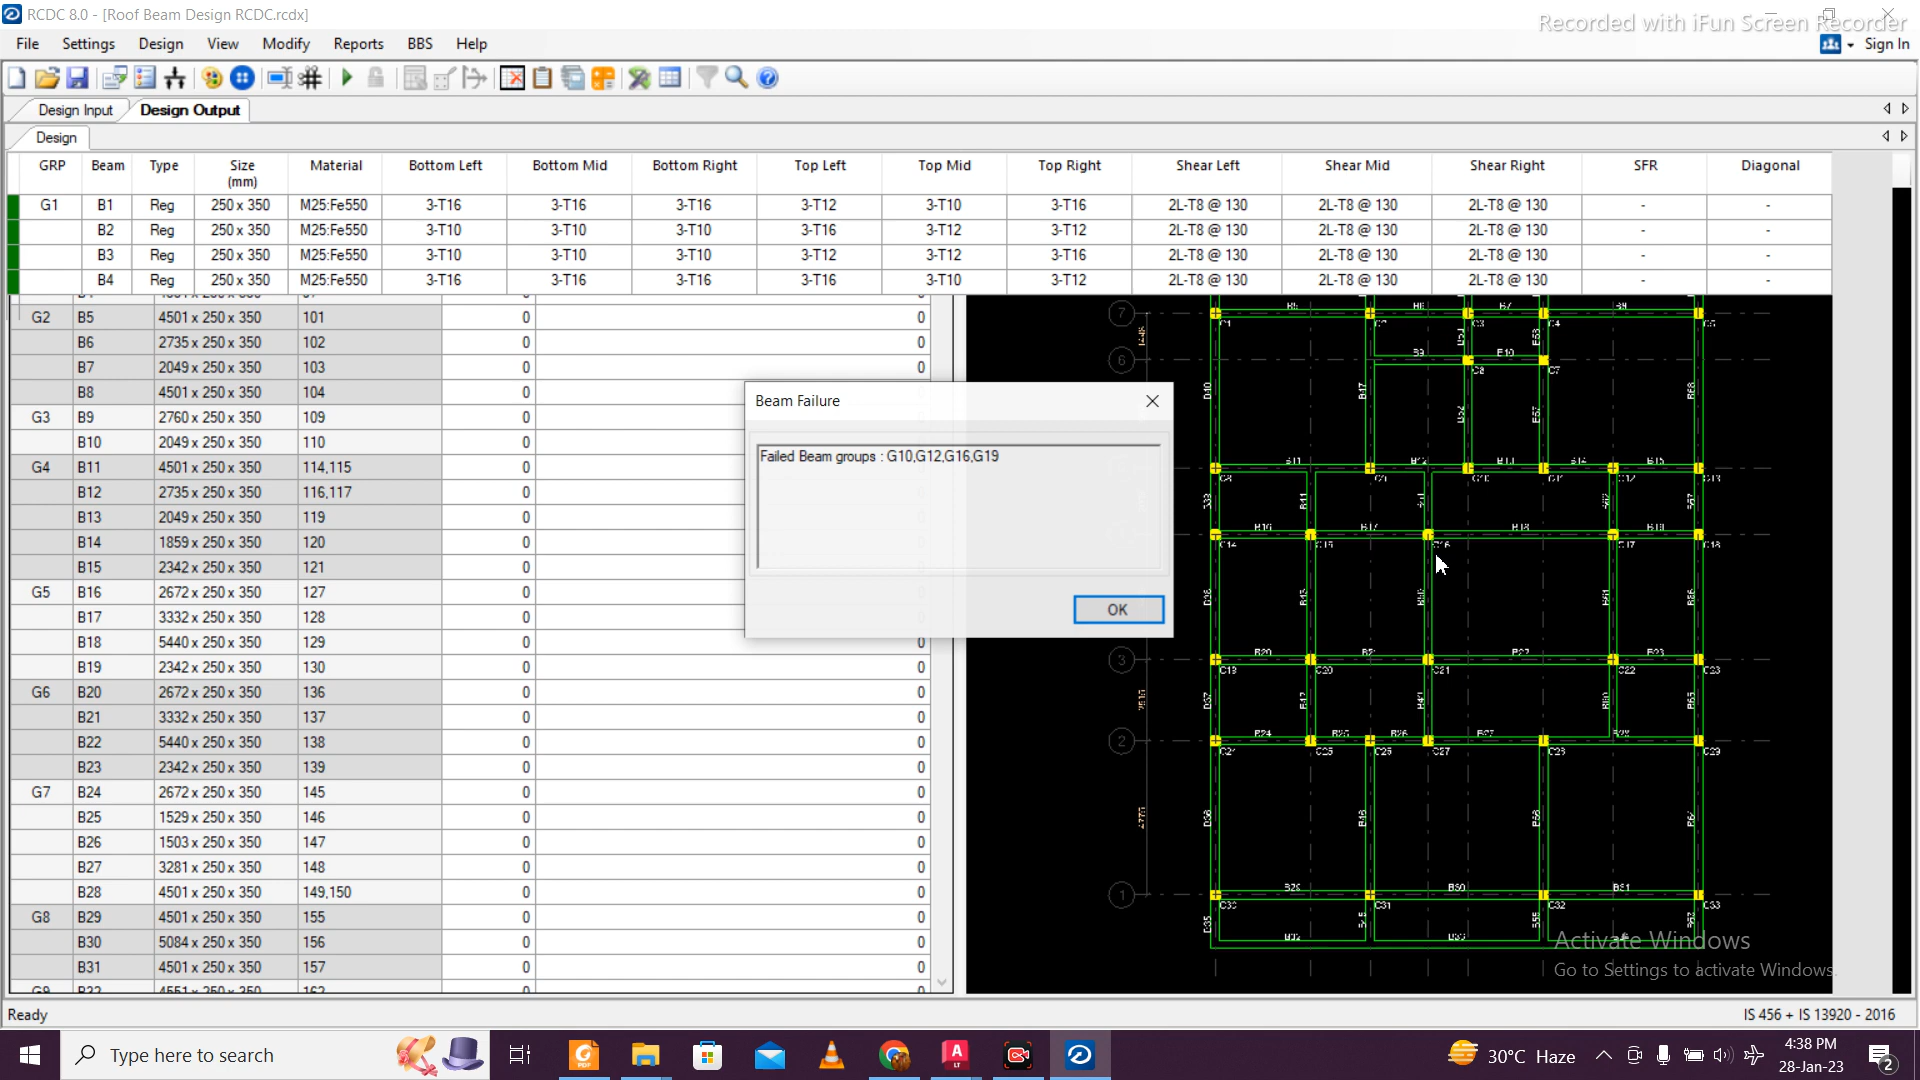 RCDC 8.0 - [Roof Beam Design RCDC.rcdx]
Recorded with iFun Screen Recorder
File Settings Design View Modify Reports BBS Help
Sign In
Design Input Design Output
Design
GRP Beam Type Size (mm) Material Bottom Left Bottom Mid Bottom Right Top Left Top Mid Top Right Shear Left Shear Mid Shear Right SFR Diagonal
G1 B1 Reg 250 x 350 M25:Fe550 3-T16 3-T16 3-T16 3-T12 3-T10 3-T16 2L-T8 @ 130 2L-T8 @ 130 2L-T8 @ 130 - -
B2 Reg 250 x 350 M25:Fe550 3-T10 3-T10 3-T10 3-T16 3-T12 3-T12 2L-T8 @ 130 2L-T8 @ 130 2L-T8 @ 130 - -
B3 Reg 250 x 350 M25:Fe550 3-T10 3-T10 3-T10 3-T12 3-T12 3-T16 2L-T8 @ 130 2L-T8 @ 130 2L-T8 @ 130 - -
B4 Reg 250 x 350 M25:Fe550 3-T16 3-T16 3-T16 3-T16 3-T10 3-T12 2L-T8 @ 130 2L-T8 @ 130 2L-T8 @ 130 - -
G2 B5 4501 x 250 x 350 101 0 0
B6 2735 x 250 x 350 102 0 0
B7 2049 x 250 x 350 103 0 0
B8 4501 x 250 x 350 104 0
G3 B9 2760 x 250 x 350 109 0
B10 2049 x 250 x 350 110 0
G4 B11 4501 x 250 x 350 114,115 0
B12 2735 x 250 x 350 116,117 0
B13 2049 x 250 x 350 119 0
B14 1859 x 250 x 350 120 0
B15 2342 x 250 x 350 121 0
G5 B16 2672 x 250 x 350 127 0
B17 3332 x 250 x 350 128 0
B18 5440 x 250 x 350 129 0 0
B19 2342 x 250 x 350 130 0 0
G6 B20 2672 x 250 x 350 136 0 0
B21 3332 x 250 x 350 137 0 0
B22 5440 x 250 x 350 138 0 0
B23 2342 x 250 x 350 139 0 0
G7 B24 2672 x 250 x 350 145 0 0
B25 1529 x 250 x 350 146 0 0
B26 1503 x 250 x 350 147 0 0
B27 3281 x 250 x 350 148 0 0
B28 4501 x 250 x 350 149,150 0 0
G8 B29 4501 x 250 x 350 155 0 0
B30 5084 x 250 x 350 156 0 0
B31 4501 x 250 x 350 157 0 0
Beam Failure
Failed Beam groups : G10,G12,G16,G19
OK
7
6
3
2
1
Activate Windows
Go to Settings to activate Windows.
Ready
IS 456 + IS 13920 - 2016
Type here to search
30°C Haze
4:38 PM
28-Jan-23
2